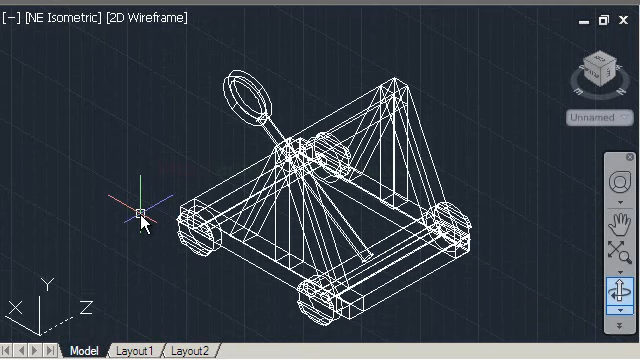 [−] [NE Isometric] [2D Wireframe]
Unnamed
Y
X
Z
Model Layout1 Layout2